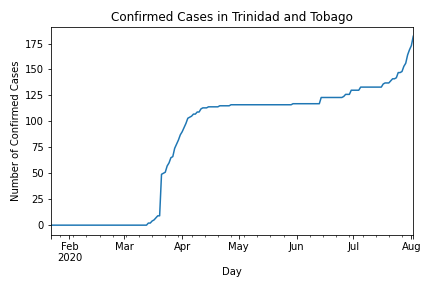 Confirmed Cases in Trinidad and Tobago
Number of Confirmed Cases
175
150
125
100
75
50
25
0
Feb Mar Apr May Jun Jul Aug
2020
Day